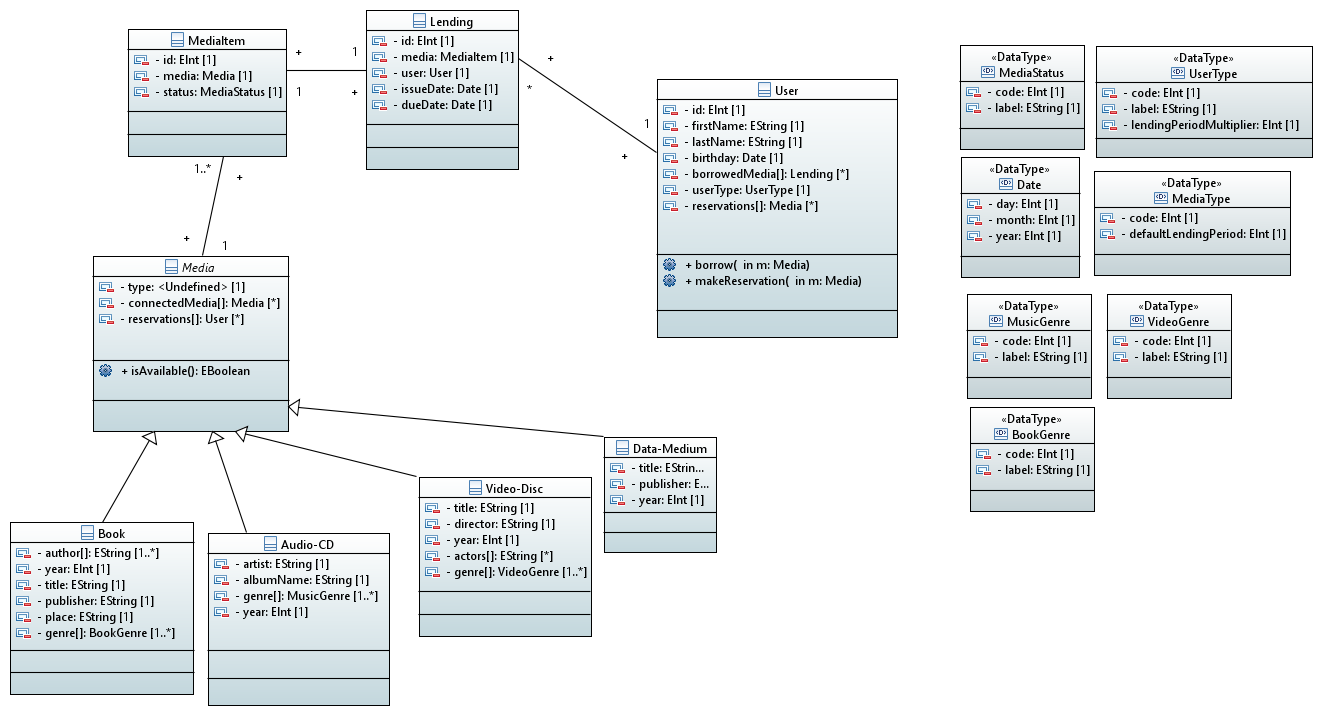 MediaItem
- id: EInt [1]
- media: Media [1]
- status: MediaStatus [1]
+
1
1
+
Lending
- id: EInt [1]
- media: MediaItem [1]
- user: User [1]
- issueDate: Date [1]
- dueDate: Date [1]
+
*
1
+
User
- id: EInt [1]
- firstName: EString [1]
- lastName: EString [1]
- birthday: Date [1]
- borrowedMedia[]: Lending [*]
- userType: UserType [1]
- reservations[]: Media [*]
+ borrow( in m: Media)
+ makeReservation( in m: Media)
1..*
+
+
1
Media
- type: <Undefined> [1]
- connectedMedia[]: Media [*]
- reservations[]: User [*]
+ isAvailable(): EBoolean
Book
- author[]: EString [1..*]
- year: EInt [1]
- title: EString [1]
- publisher: EString [1]
- place: EString [1]
- genre[]: BookGenre [1..*]
Audio-CD
- artist: EString [1]
- albumName: EString [1]
- genre[]: MusicGenre [1..*]
- year: EInt [1]
Video-Disc
- title: EString [1]
- director: EString [1]
- year: EInt [1]
- actors[]: EString [*]
- genre[]: VideoGenre [1..*]
Data-Medium
- title: EStrin...
- publisher: E...
- year: EInt [1]
«DataType»
MediaStatus
- code: EInt [1]
- label: EString [1]
«DataType»
UserType
- code: EInt [1]
- label: EString [1]
- lendingPeriodMultiplier: EInt [1]
«DataType»
Date
- day: EInt [1]
- month: EInt [1]
- year: EInt [1]
«DataType»
MediaType
- code: EInt [1]
- defaultLendingPeriod: EInt [1]
«DataType»
MusicGenre
- code: EInt [1]
- label: EString [1]
«DataType»
VideoGenre
- code: EInt [1]
- label: EString [1]
«DataType»
BookGenre
- code: EInt [1]
- label: EString [1]